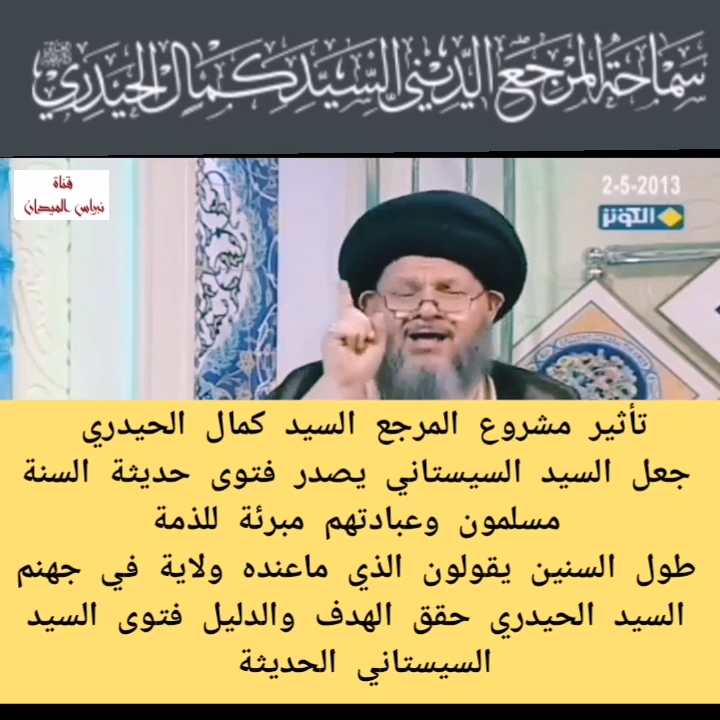 سماحة المرجع الديني السيد كمال الحيدري
قناة
نبراس الميدان
2-5-2013
الكوثر
تأثير مشروع المرجع السيد كمال الحيدري
جعل السيد السيستاني يصدر فتوى حديثة السنة
مسلمون وعبادتهم مبرئة للذمة
طول السنين يقولون الذي ماعنده ولاية في جهنم
السيد الحيدري حقق الهدف والدليل فتوى السيد
السيستاني الحديثة